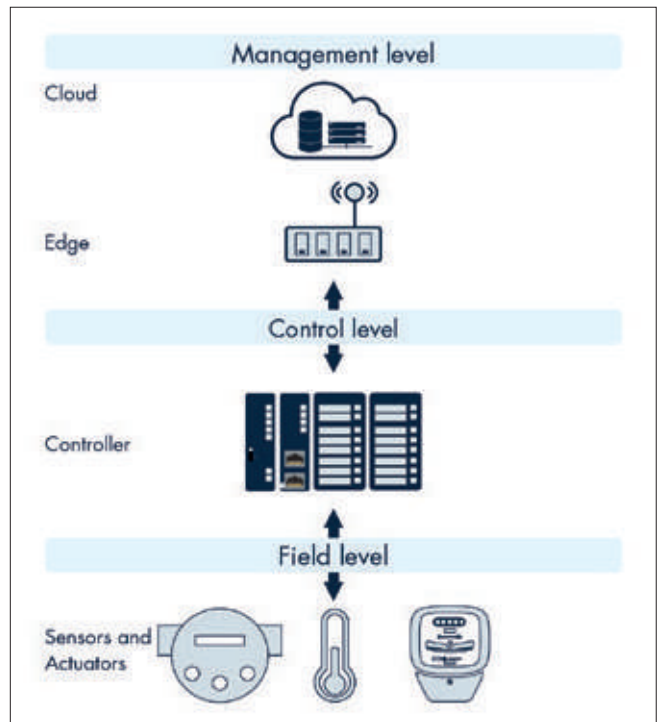 Management level
Cloud
Edge
Control level
Controller
Field level
Sensors and
Actuators